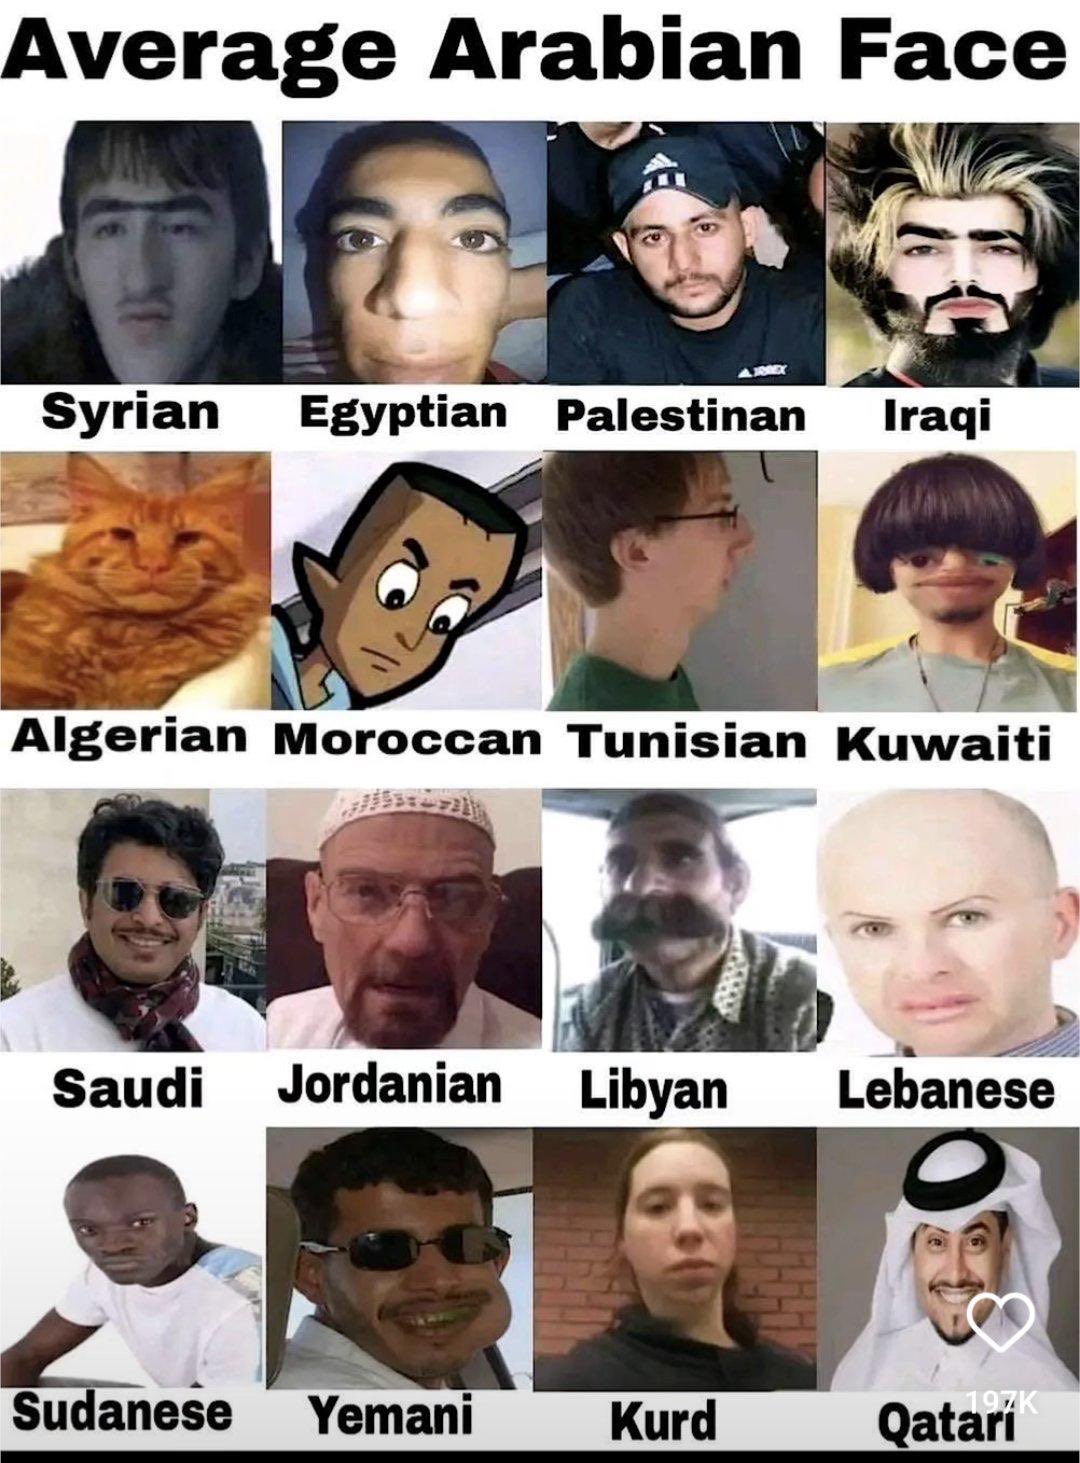 Average Arabian Face
Syrian Egyptian Palestinan Iraqi
Algerian Moroccan Tunisian Kuwaiti
Saudi Jordanian Libyan Lebanese
Sudanese Yemani Kurd Qatari
197K